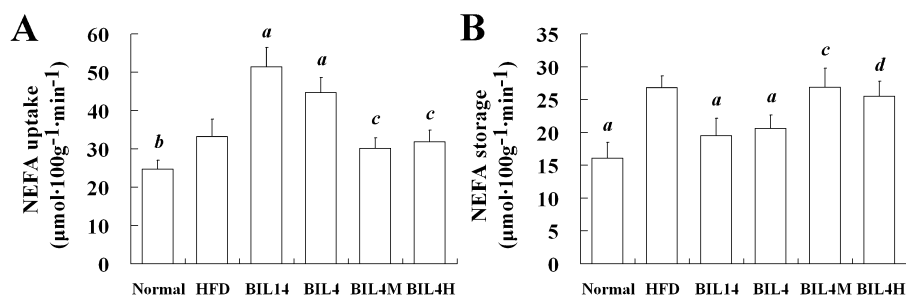 A
NEFA uptake
(μmol·100g⁻¹·min⁻¹)
60
50
40
30
20
10
0
b
a
a
c
c
Normal HFD BIL14 BIL4 BIL4M BIL4H
B
NEFA storage
(μmol·100g⁻¹·min⁻¹)
35
30
25
20
15
10
5
0
a
a
a
c
d
Normal HFD BIL14 BIL4 BIL4M BIL4H